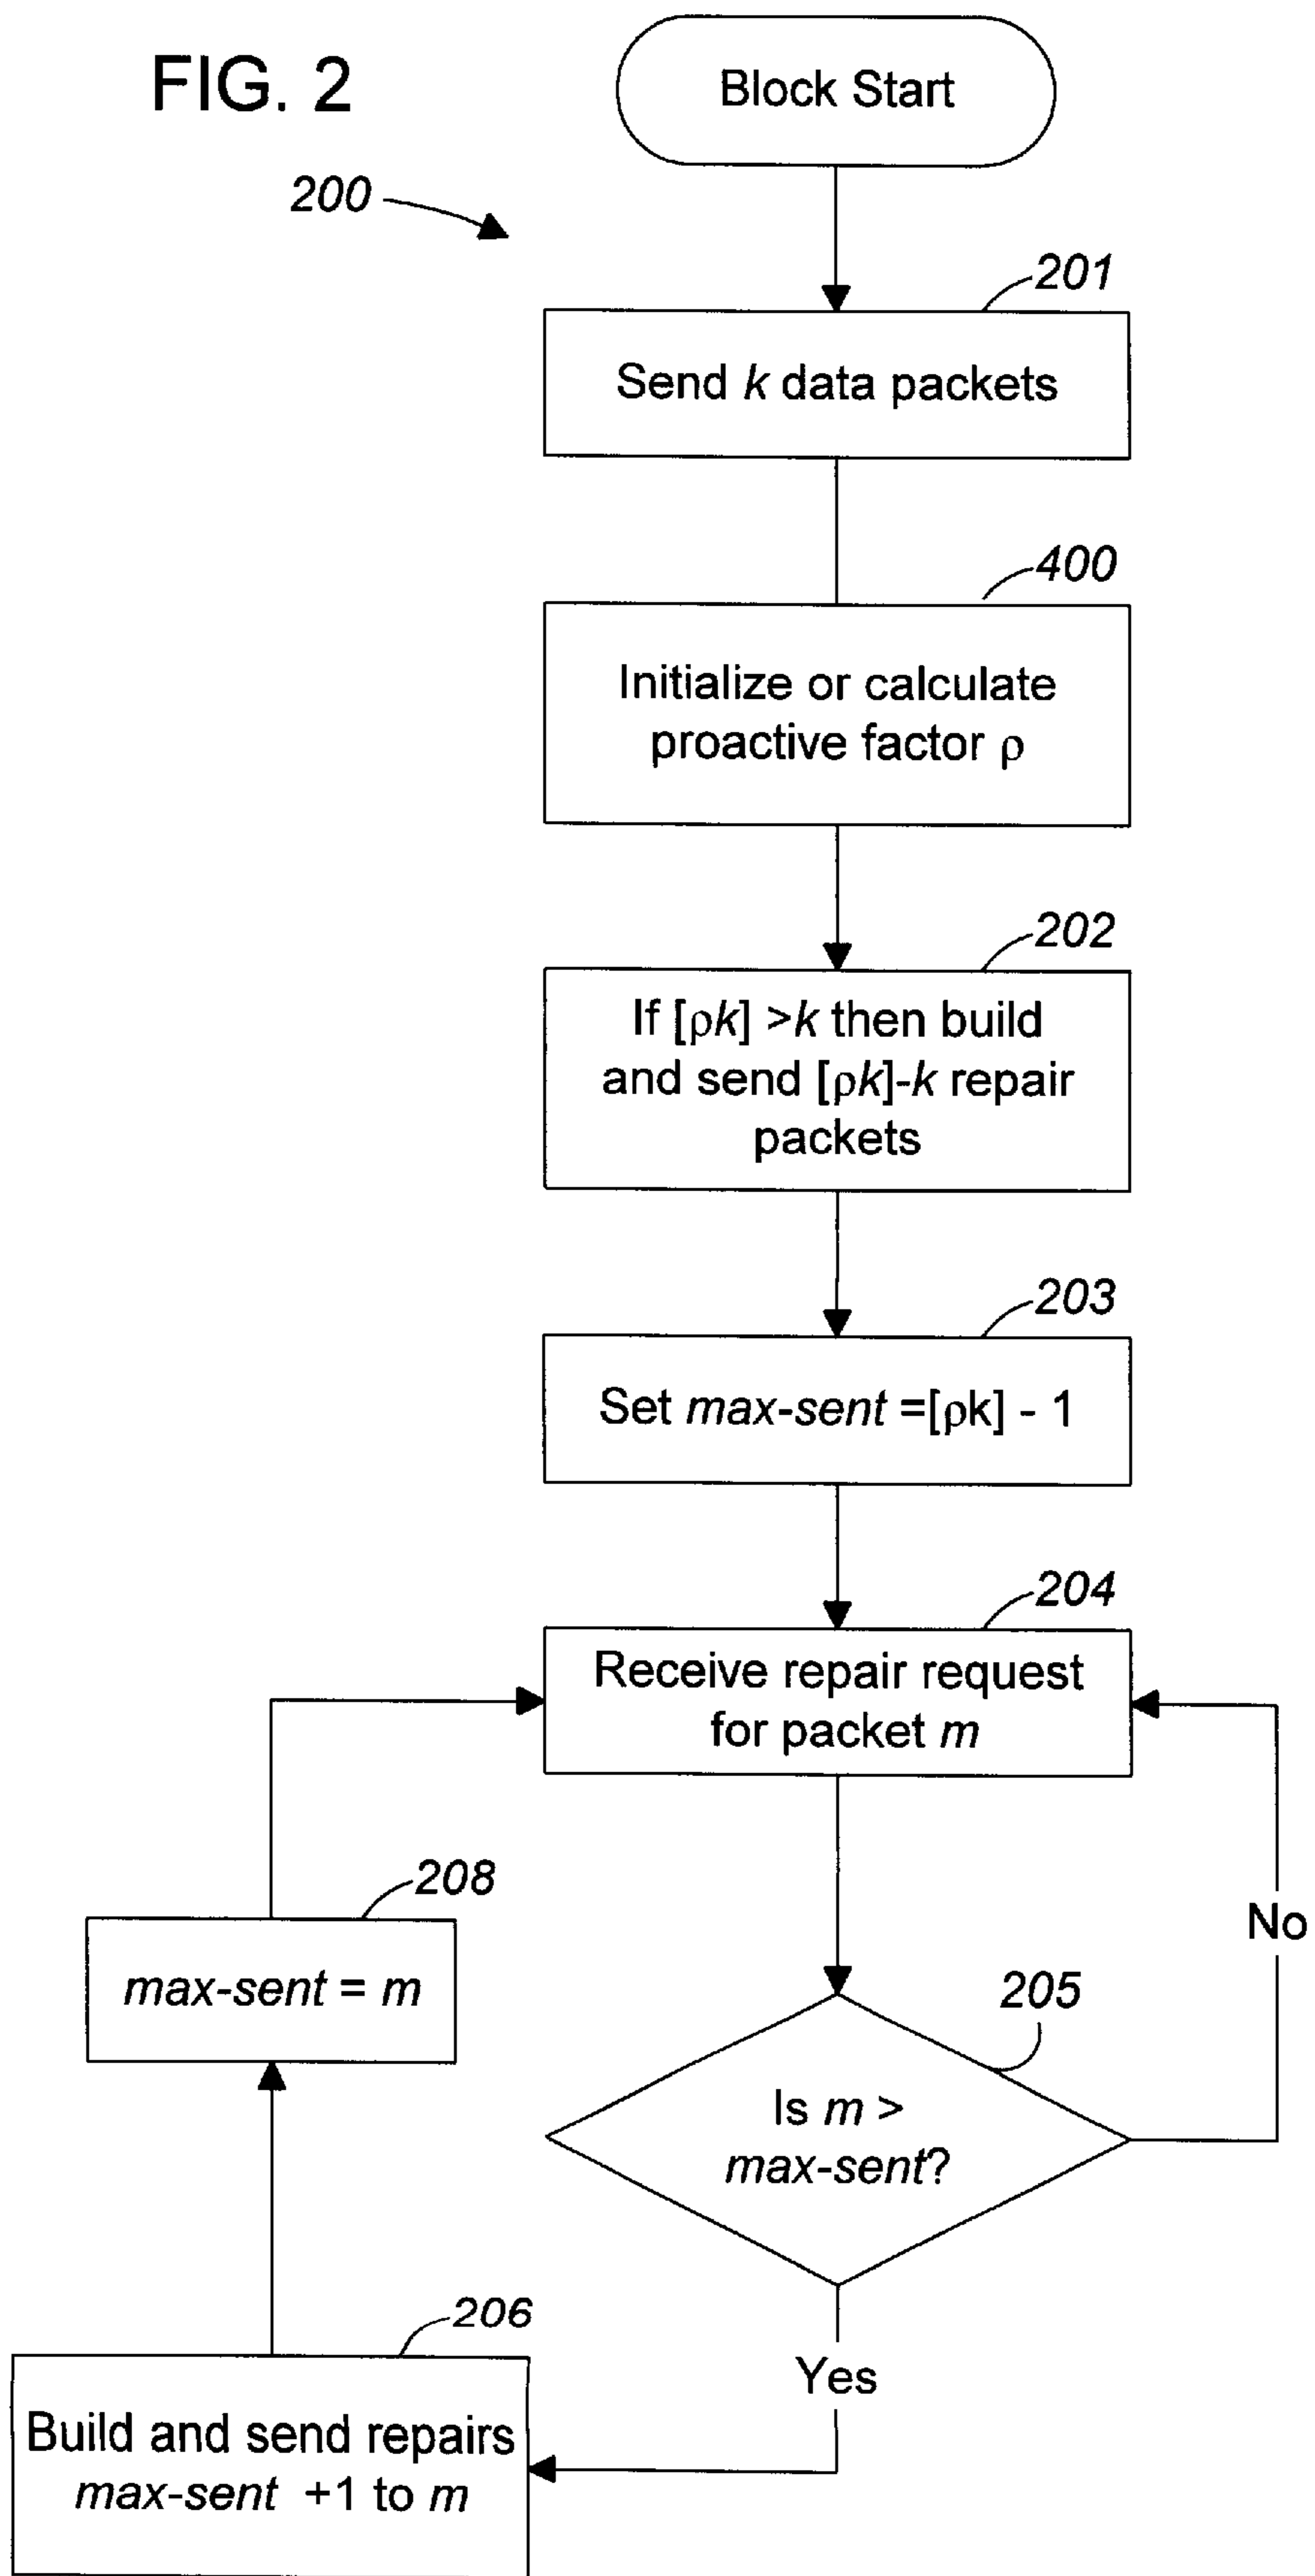 FIG. 2
Block Start
200
201
Send k data packets
400
Initialize or calculate
proactive factor ρ
202
If [ρk] >k then build
and send [ρk]-k repair
packets
203
Set max-sent =[ρk] - 1
204
Receive repair request
for packet m
208
max-sent = m
No
205
Is m >
max-sent?
206
Yes
Build and send repairs
max-sent +1 to m